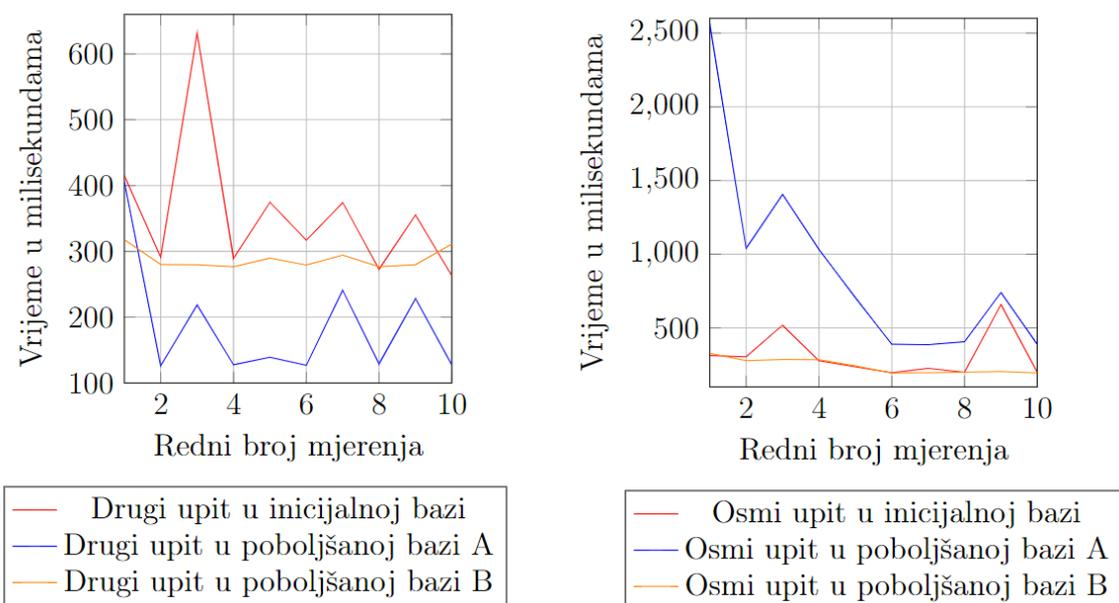 Vrijeme u milisekundama
600
500
400
300
200
100
2 4 6 8 10
Redni broj mjerenja
Drugi upit u inicijalnoj bazi
Drugi upit u poboljšanoj bazi A
Drugi upit u poboljšanoj bazi B
Vrijeme u milisekundama
2,500
2,000
1,500
1,000
500
2 4 6 8 10
Redni broj mjerenja
Osmi upit u inicijalnoj bazi
Osmi upit u poboljšanoj bazi A
Osmi upit u poboljšanoj bazi B